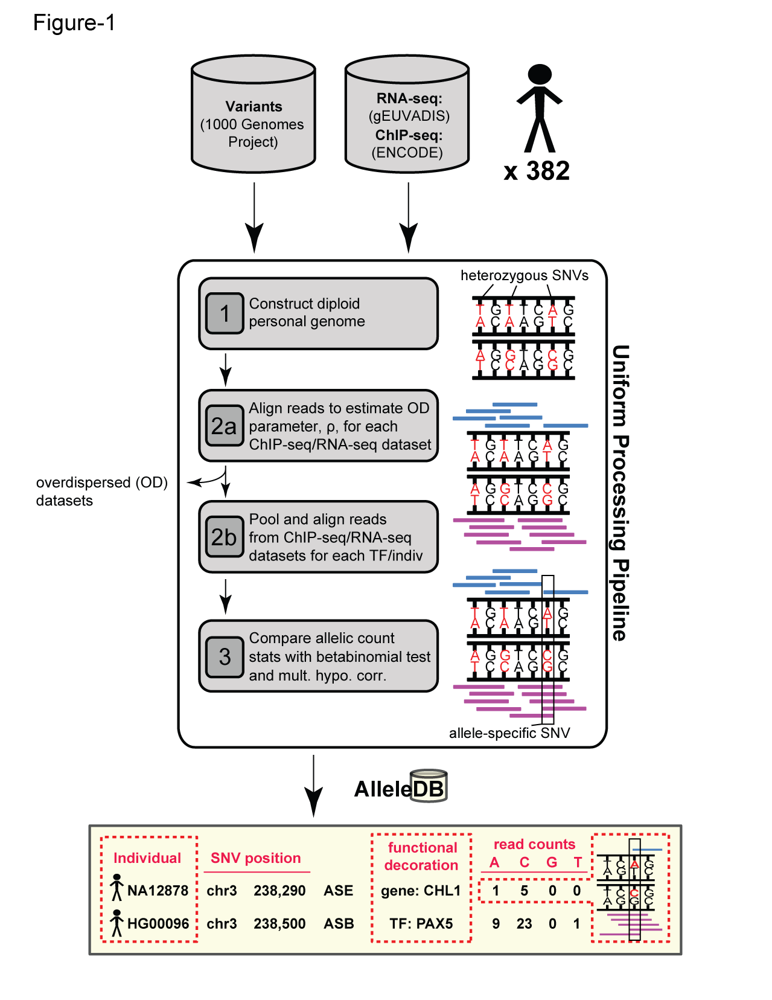 Figure-1
Variants
(1000 Genomes
Project)
RNA-seq:
(gEUVADIS)
ChIP-seq:
(ENCODE)
x 382
Uniform Processing Pipeline
heterozygous SNVs
1
Construct diploid
personal genome
T G T T C A G
A C A A G T C
A G G T C C G
T C C A G G C
2a
Align reads to estimate OD
parameter, ρ, for each
ChIP-seq/RNA-seq dataset
T G T T C A G
A C A A G T C
A G G T C C G
T C C A G G C
overdispersed (OD)
datasets
2b
Pool and align reads
from ChIP-seq/RNA-seq
datasets for each TF/indiv
T G T T C A G
A C A A G T C
A G G T C C G
T C C A G G C
3
Compare allelic count
stats with betabinomial test
and mult. hypo. corr.
allele-specific SNV
AlleleDB
Individual SNV position functional decoration read counts
A C G T
NA12878 chr3 238,290 ASE gene: CHL1 1 5 0 0
HG00096 chr3 238,500 ASB TF: PAX5 9 23 0 1
T C A G
A G T C
T C C G
A G G C